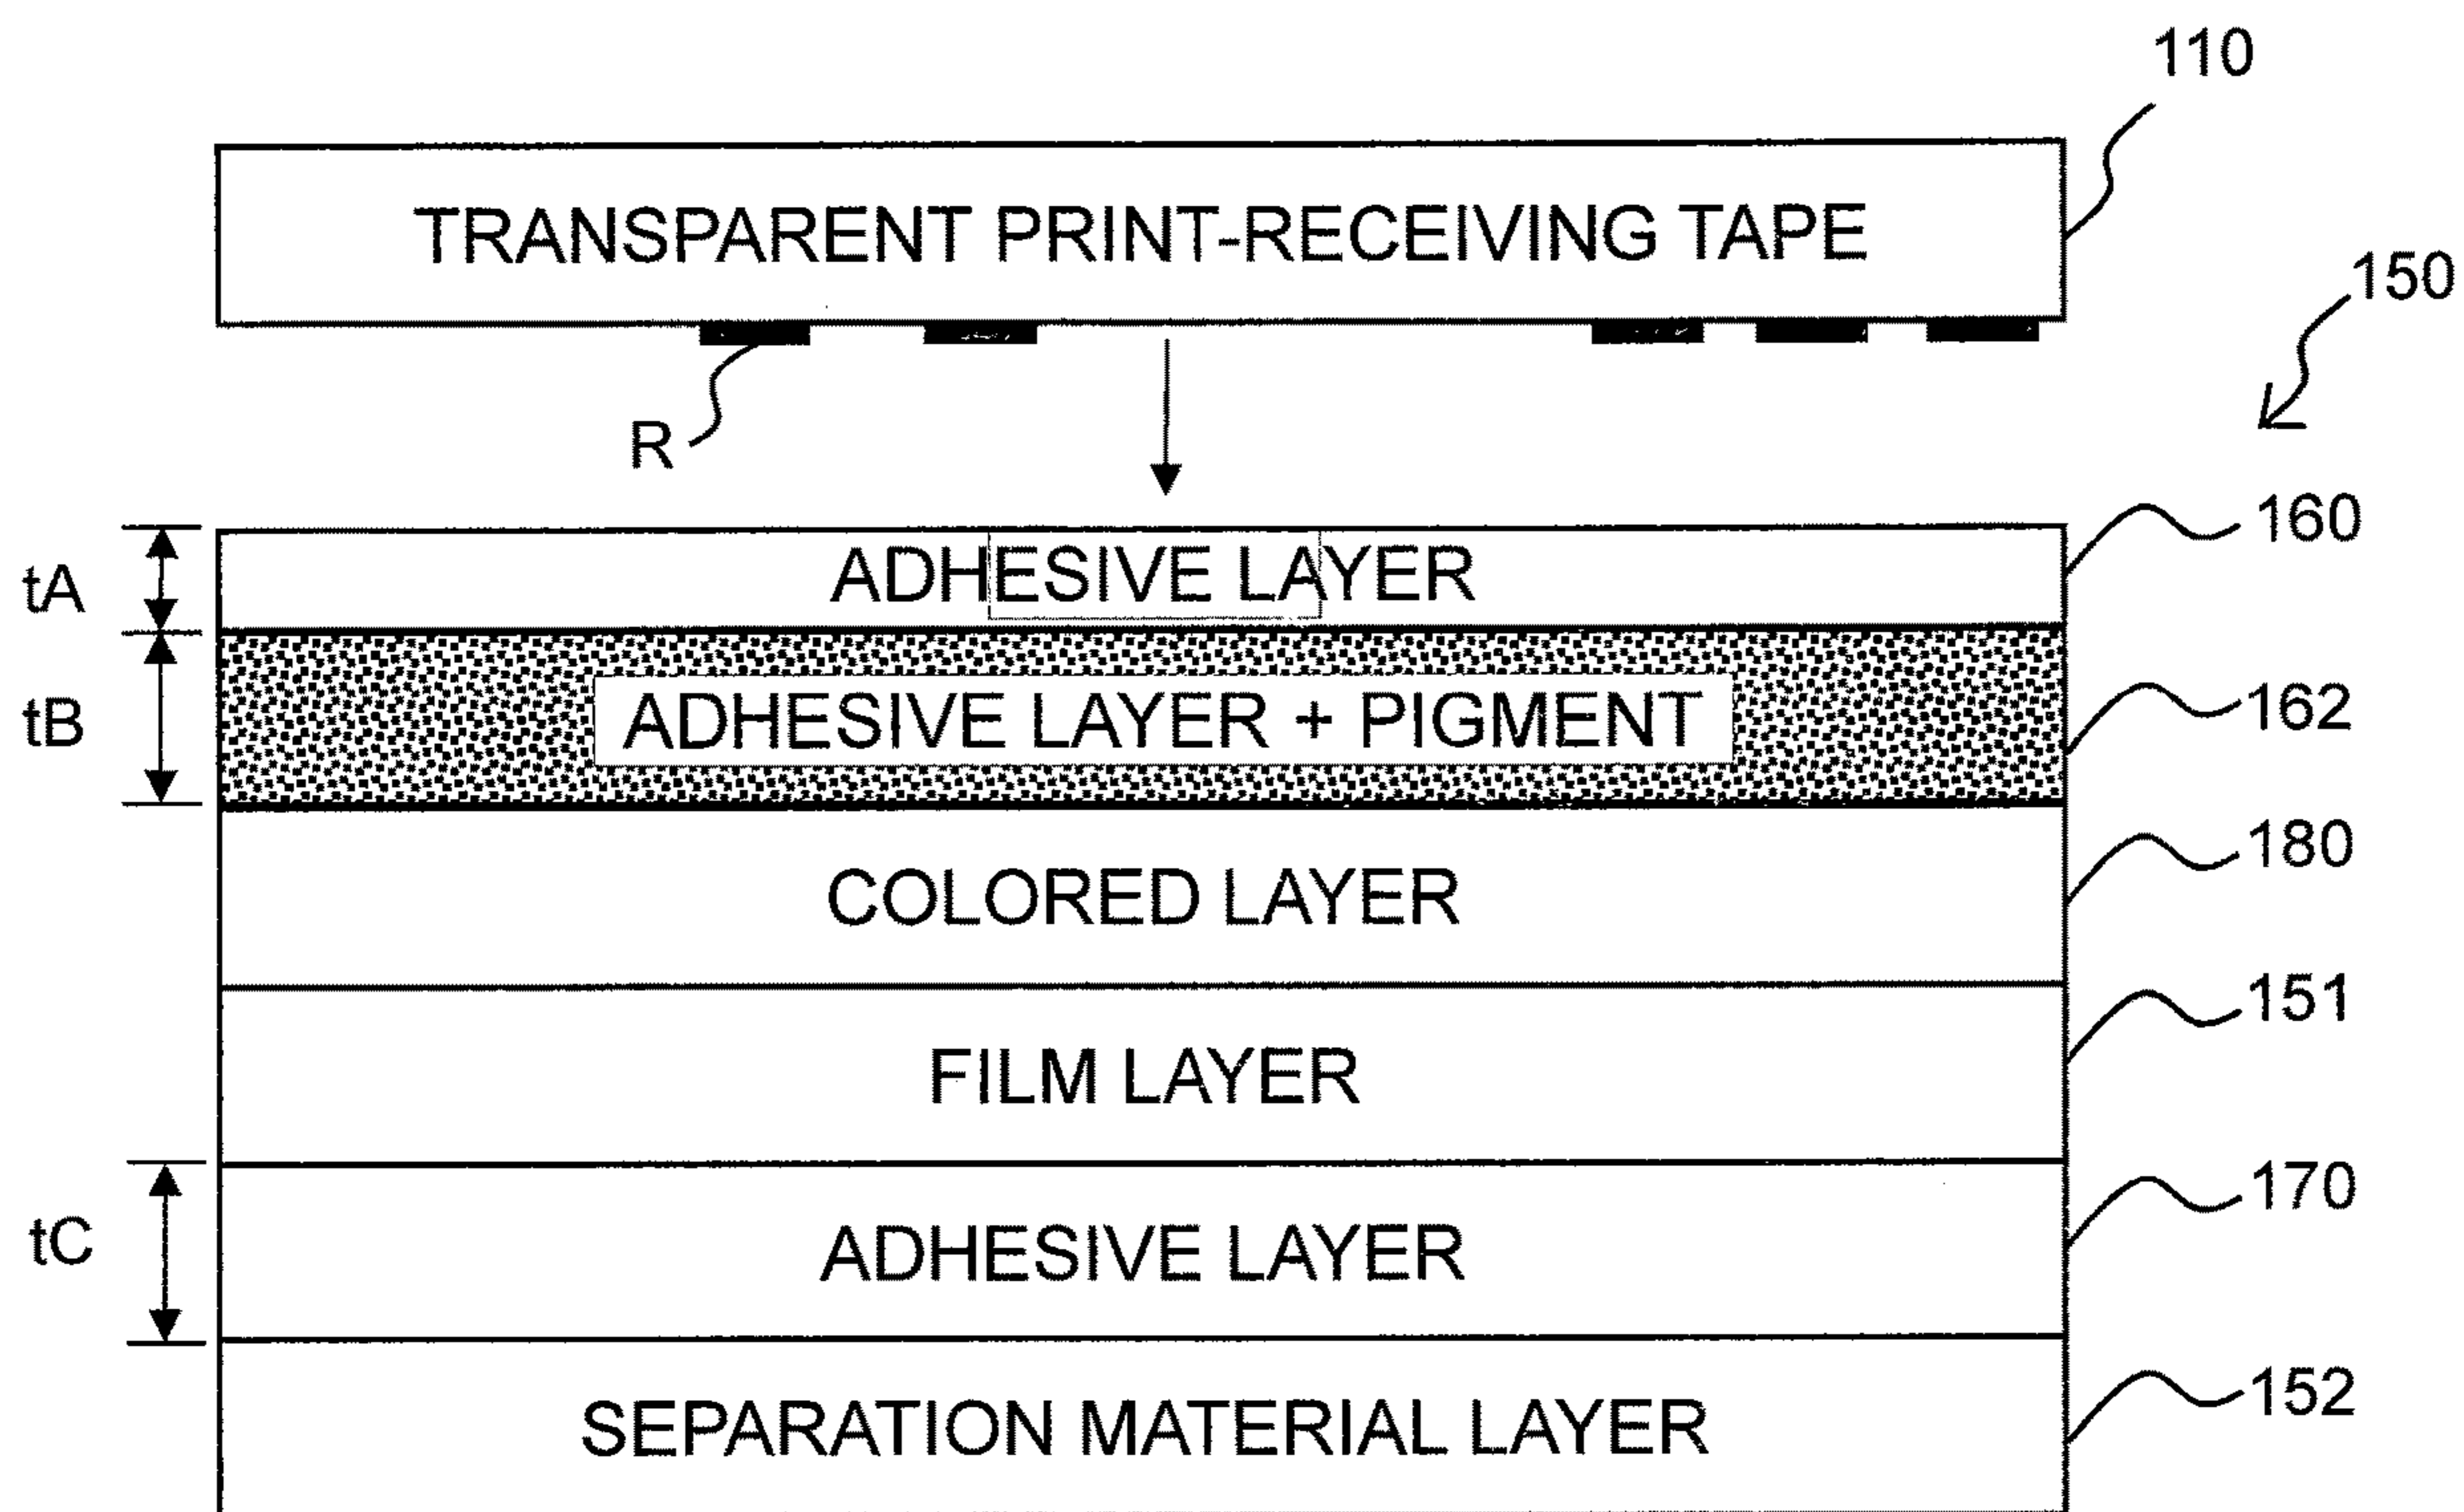 110
TRANSPARENT PRINT-RECEIVING TAPE
150
R
160
ADHESIVE LAYER
tA
ADHESIVE LAYER + PIGMENT
162
tB
180
COLORED LAYER
151
FILM LAYER
170
ADHESIVE LAYER
tC
152
SEPARATION MATERIAL LAYER